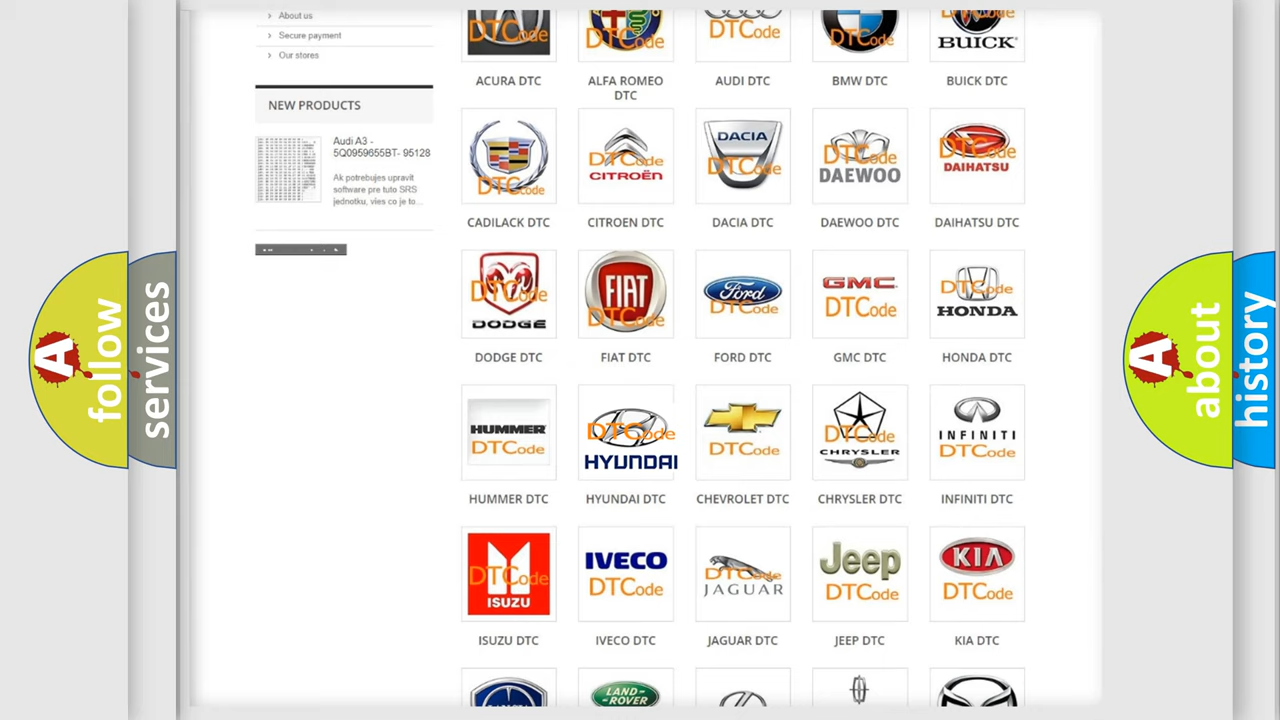 About us
Secure payment
Our stores
NEW PRODUCTS
Audi A3 -
5Q0959655BT- 95128
Ak potrebujes upravit
software pre tuto SRS
jednotku, vies co je to...
DTCode
DTCode
DTCode
DTCode
BUICK
ACURA DTC
ALFA ROMEO
DTC
AUDI DTC
BMW DTC
BUICK DTC
DTCode
DTCode
CITROËN
DACIA
DTCode
DTCode
DAEWOO
DTCode
DAIHATSU
CADILACK DTC
CITROEN DTC
DACIA DTC
DAEWOO DTC
DAIHATSU DTC
DTCode
DODGE
FIAT
DTCode
Ford
DTCode
GMC
DTCode
DTCode
HONDA
DODGE DTC
FIAT DTC
FORD DTC
GMC DTC
HONDA DTC
HUMMER
DTCode
DTCode
HYUNDAI
DTCode
DTCode
CHRYSLER
INFINITI
DTCode
HUMMER DTC
HYUNDAI DTC
CHEVROLET DTC
CHRYSLER DTC
INFINITI DTC
DTCode
ISUZU
IVECO
DTCode
DTCode
JAGUAR
Jeep
DTCode
KIA
DTCode
ISUZU DTC
IVECO DTC
JAGUAR DTC
JEEP DTC
KIA DTC
LAND-
ROVER
A follow
services
A about
history